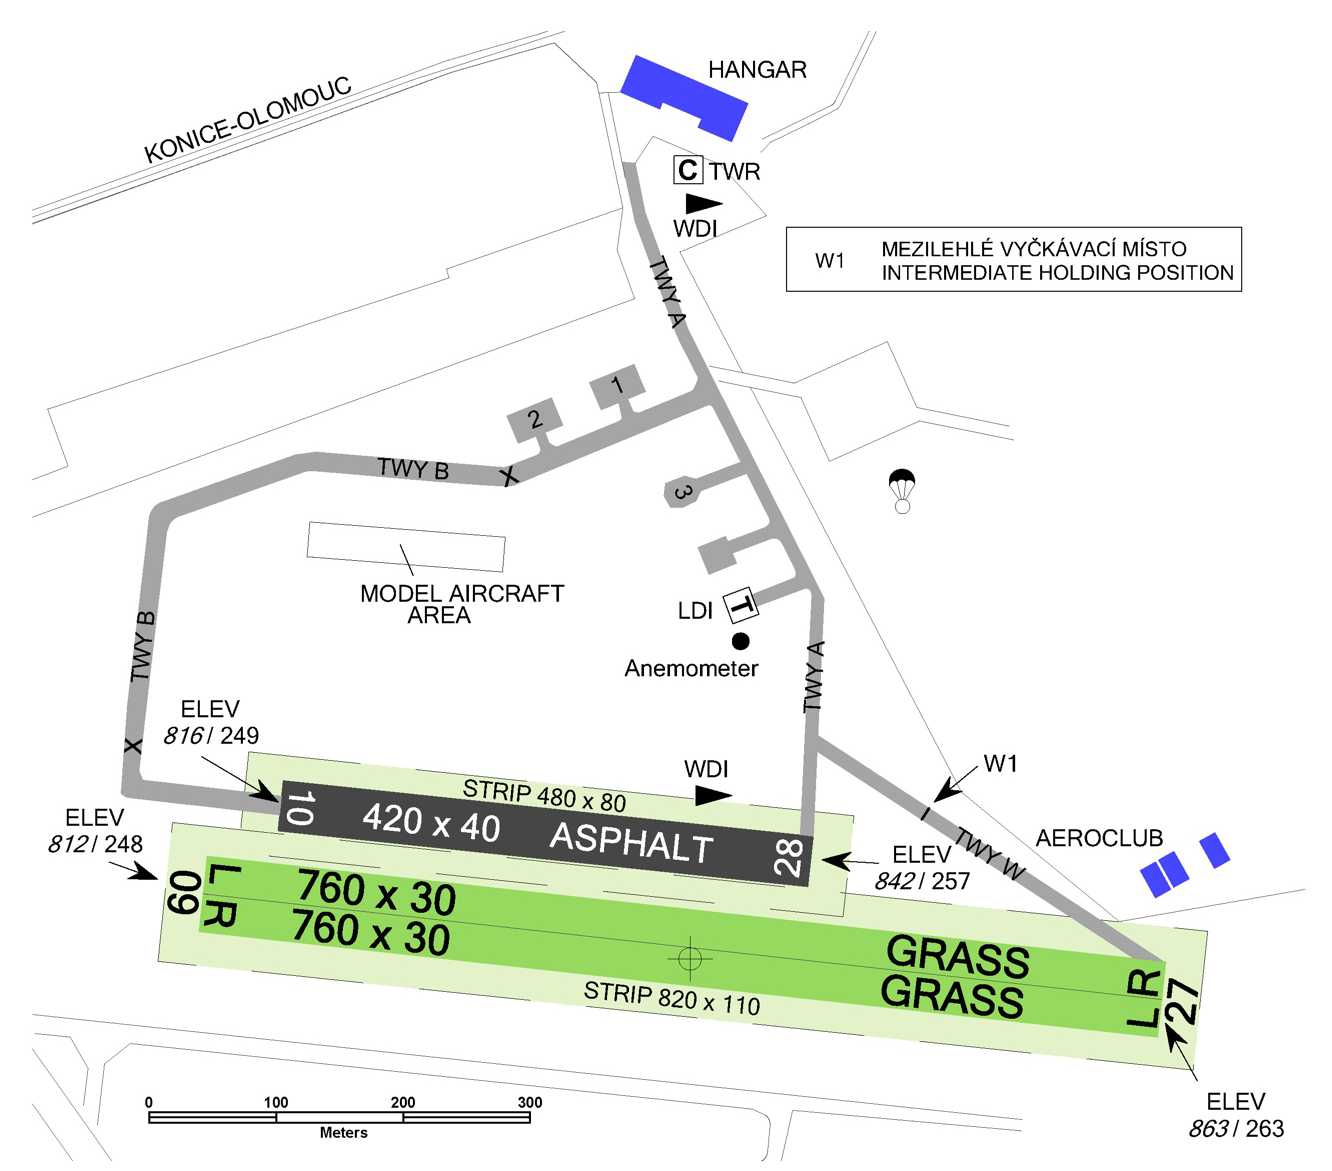 HANGAR
KONICE-OLOMOUC
C TWR
WDI
W1 MEZILEHLÉ VYČKÁVACÍ MÍSTO
INTERMEDIATE HOLDING POSITION
TWY A
1
2
TWY B
X
3
MODEL AIRCRAFT
AREA
LDI
T
Anemometer
TWY B
TWY A
X
ELEV
816 / 249
WDI
W1
STRIP 480 x 80
10 420 x 40 ASPHALT 28
ELEV
812 / 248
AEROCLUB
TWY W
ELEV
842 / 257
09
L 760 x 30 GRASS R
R 760 x 30 GRASS L
27
STRIP 820 x 110
ELEV
863 / 263
0 100 200 300
Meters